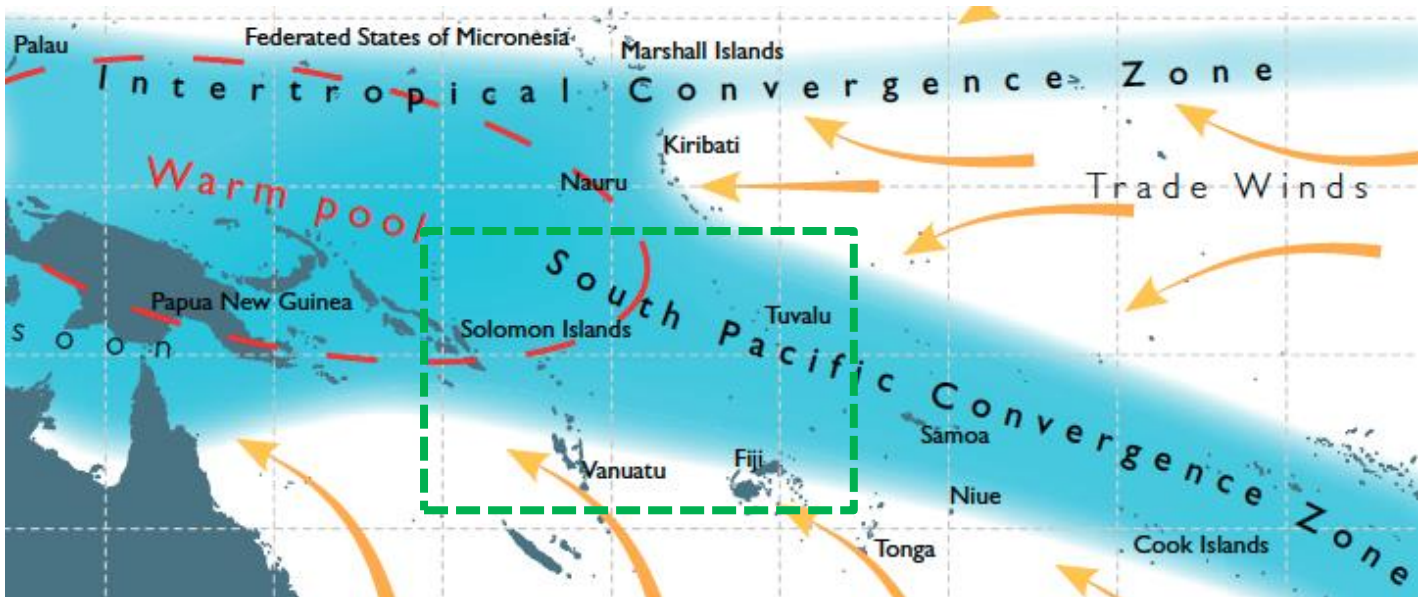 Palau
Federated States of Micronesia
Marshall Islands
Intertropical Convergence Zone
Kiribati
Warm pool
Nauru
Trade Winds
Papua New Guinea
Solomon Islands
Tuvalu
soon
South Pacific Convergence Zone
Samoa
Vanuatu
Fiji
Niue
Tonga
Cook Islands